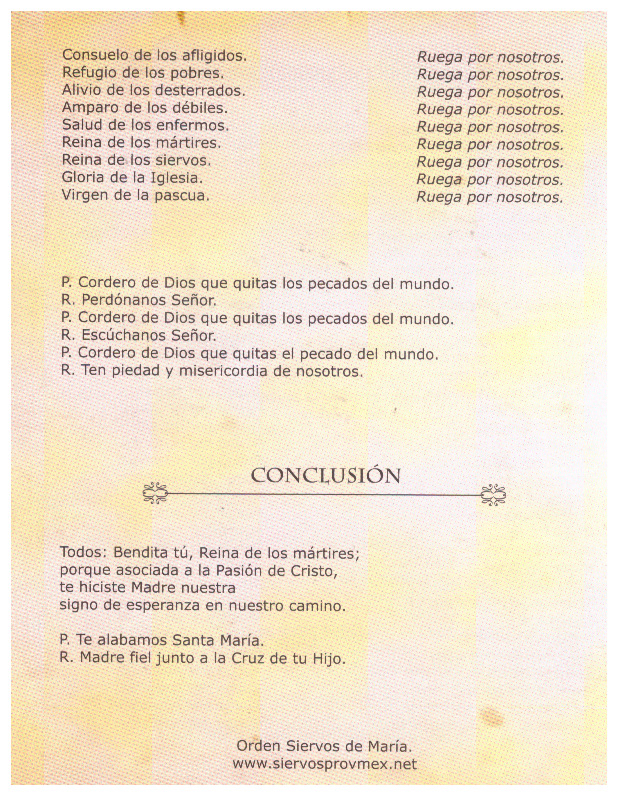 Consuelo de los afligidos. Ruega por nosotros.
Refugio de los pobres. Ruega por nosotros.
Alivio de los desterrados. Ruega por nosotros.
Amparo de los débiles. Ruega por nosotros.
Salud de los enfermos. Ruega por nosotros.
Reina de los mártires. Ruega por nosotros.
Reina de los siervos. Ruega por nosotros.
Gloria de la Iglesia. Ruega por nosotros.
Virgen de la pascua. Ruega por nosotros.
P. Cordero de Dios que quitas los pecados del mundo.
R. Perdónanos Señor.
P. Cordero de Dios que quitas los pecados del mundo.
R. Escúchanos Señor.
P. Cordero de Dios que quitas el pecado del mundo.
R. Ten piedad y misericordia de nosotros.
CONCLUSIÓN
Todos: Bendita tú, Reina de los mártires;
porque asociada a la Pasión de Cristo,
te hiciste Madre nuestra
signo de esperanza en nuestro camino.
P. Te alabamos Santa María.
R. Madre fiel junto a la Cruz de tu Hijo.
Orden Siervos de María.
www.siervosprovmex.net